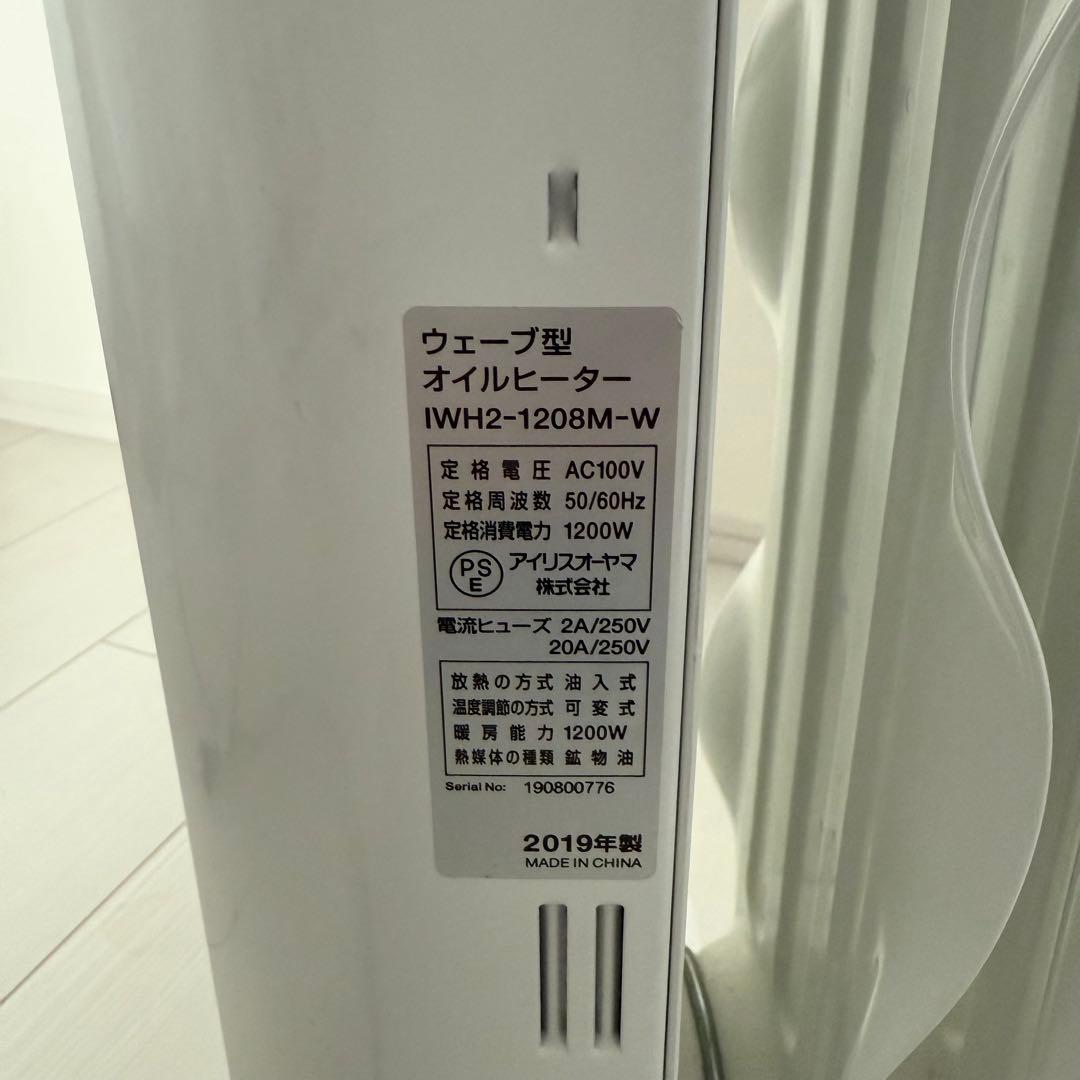 ウェーブ型
オイルヒーター
IWH2-1208M-W
定格電圧 AC100V
定格周波数 50/60Hz
定格消費電力 1200W
PSE アイリスオーヤマ
株式会社
電流ヒューズ 2A/250V
20A/250V
放熱の方式 油入式
温度調節の方式 可変式
暖房能力 1200W
熱媒体の種類 鉱物油
Serial No: 190800776
2019年製
MADE IN CHINA